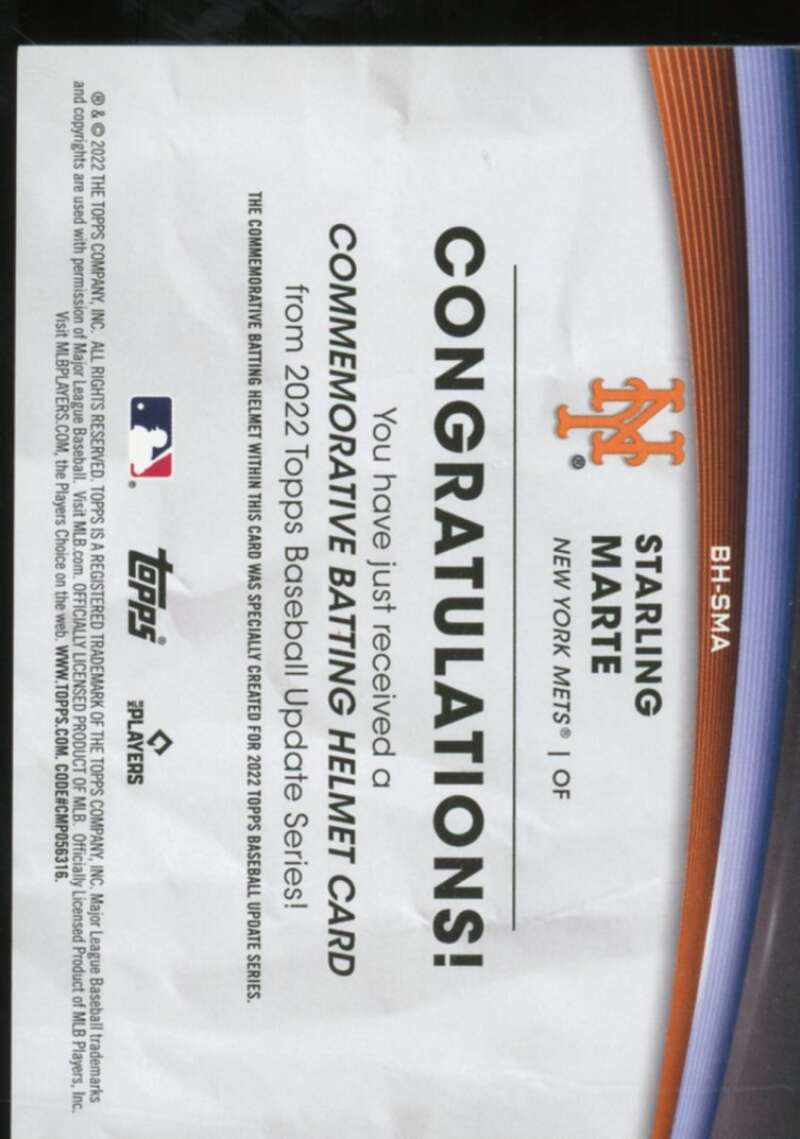 BH-SMA
NY®
STARLING
MARTE
NEW YORK METS® | OF
CONGRATULATIONS!
You have just received a
COMMEMORATIVE BATTING HELMET CARD
from 2022 Topps Baseball Update Series!
THE COMMEMORATIVE BATTING HELMET WITHIN THIS CARD WAS SPECIALLY CREATED FOR 2022 TOPPS BASEBALL UPDATE SERIES.
® topps® MLB PLAYERS
® & © 2022 THE TOPPS COMPANY, INC. ALL RIGHTS RESERVED. TOPPS IS A REGISTERED TRADEMARK OF THE TOPPS COMPANY, INC. Major League Baseball trademarks
and copyrights are used with permission of Major League Baseball. Visit MLB.com. OFFICIALLY LICENSED PRODUCT OF MLB. Officially Licensed Product of MLB Players, Inc.
Visit MLBPLAYERS.COM, the Players Choice on the web. WWW.TOPPS.COM. CODE#CMP056316.